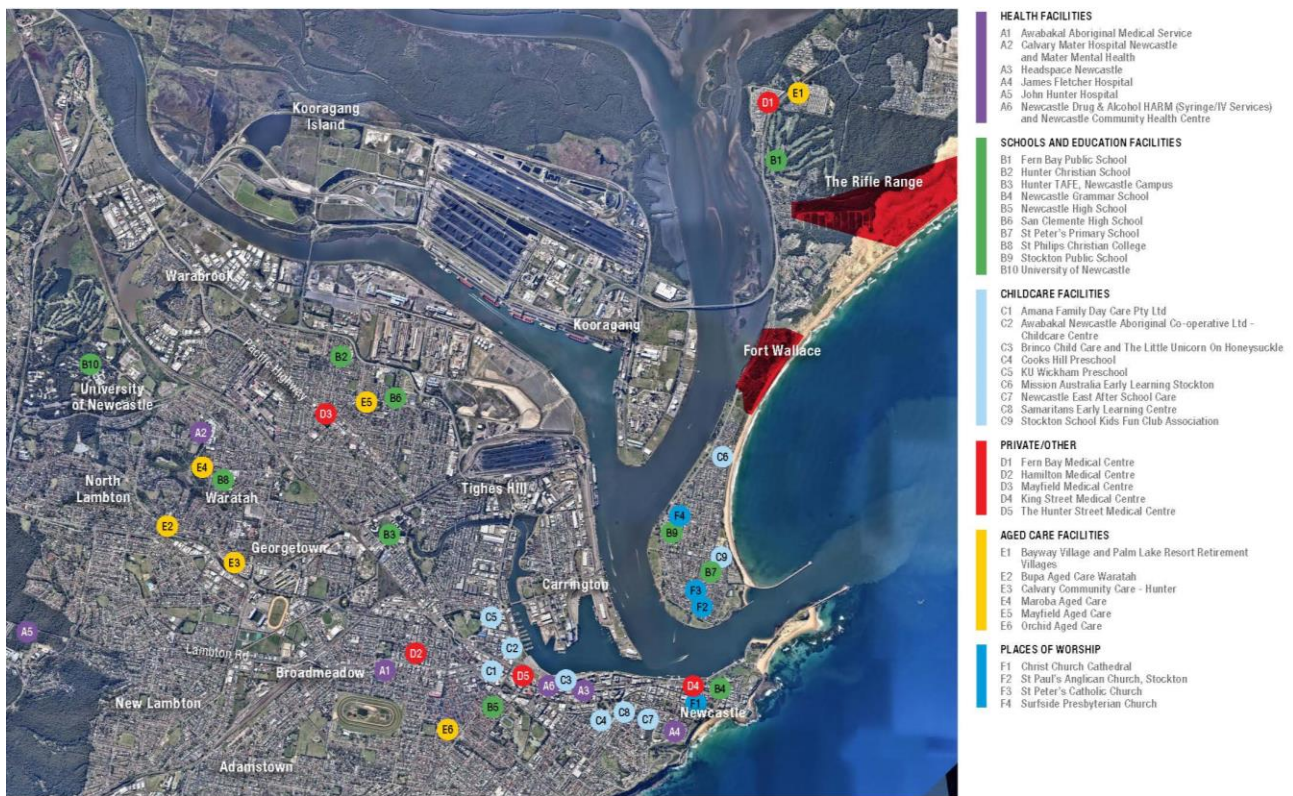 D1
E1
Kooragang
Island
B1
The Rifle Range
Warabrook
Kooragang
Pacific Highway
B2
Fort Wallace
B10
University
of Newcastle
E5
B6
D3
A2
C6
E4
B8
North
Lambton
Waratah
Tighes Hill
F4
E2
B3
B9
Georgetown
C9
E3
B7
Carrington
F3
F2
C5
A5
Lambton Rd
C2
D2
Broadmeadow
A1
C1
D5
A6
C3
A3
D4
B4
F1
New Lambton
B5
Newcastle
C4
C8
C7
E6
A4
Adamstown
HEALTH FACILITIES
A1 Awabakal Aboriginal Medical Service
A2 Calvary Mater Hospital Newcastle
and Mater Mental Health
A3 Headspace Newcastle
A4 James Fletcher Hospital
A5 John Hunter Hospital
A6 Newcastle Drug & Alcohol HARM (Syringe/IV Services)
and Newcastle Community Health Centre
SCHOOLS AND EDUCATION FACILITIES
B1 Fern Bay Public School
B2 Hunter Christian School
B3 Hunter TAFE, Newcastle Campus
B4 Newcastle Grammar School
B5 Newcastle High School
B6 San Clemente High School
B7 St Peter's Primary School
B8 St Philips Christian College
B9 Stockton Public School
B10 University of Newcastle
CHILDCARE FACILITIES
C1 Amana Family Day Care Pty Ltd
C2 Awabakal Newcastle Aboriginal Co-operative Ltd -
Childcare Centre
C3 Brinco Child Care and The Little Unicorn On Honeysuckle
C4 Cooks Hill Preschool
C5 KU Wickham Preschool
C6 Mission Australia Early Learning Stockton
C7 Newcastle East After School Care
C8 Samaritans Early Learning Centre
C9 Stockton School Kids Fun Club Association
PRIVATE/OTHER
D1 Fern Bay Medical Centre
D2 Hamilton Medical Centre
D3 Mayfield Medical Centre
D4 King Street Medical Centre
D5 The Hunter Street Medical Centre
AGED CARE FACILITIES
E1 Bayway Village and Palm Lake Resort Retirement
Villages
E2 Bupa Aged Care Waratah
E3 Calvary Community Care - Hunter
E4 Maroba Aged Care
E5 Mayfield Aged Care
E6 Orchid Aged Care
PLACES OF WORSHIP
F1 Christ Church Cathedral
F2 St Paul's Anglican Church, Stockton
F3 St Peter's Catholic Church
F4 Surfside Presbyterian Church